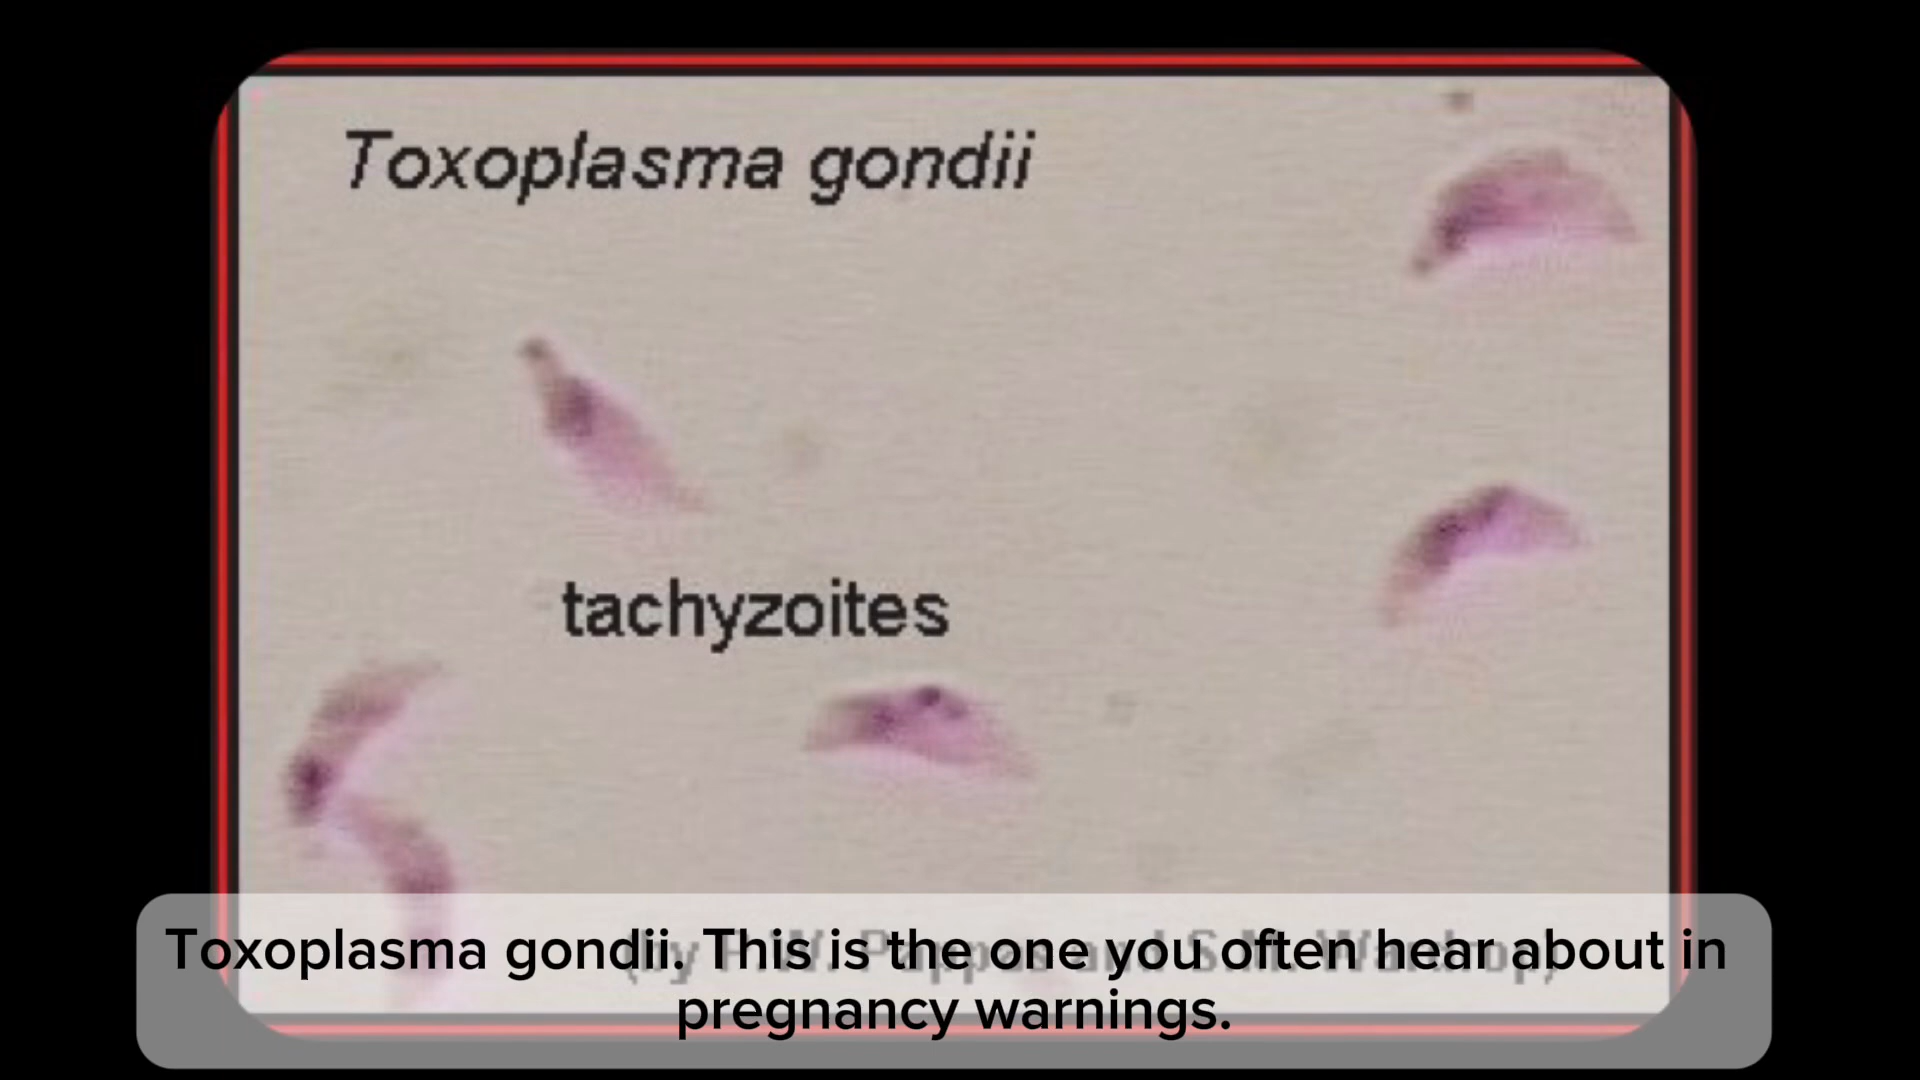 Toxoplasma gondii
tachyzoites
Toxoplasma gondii. This is the one you often hear about in
pregnancy warnings.